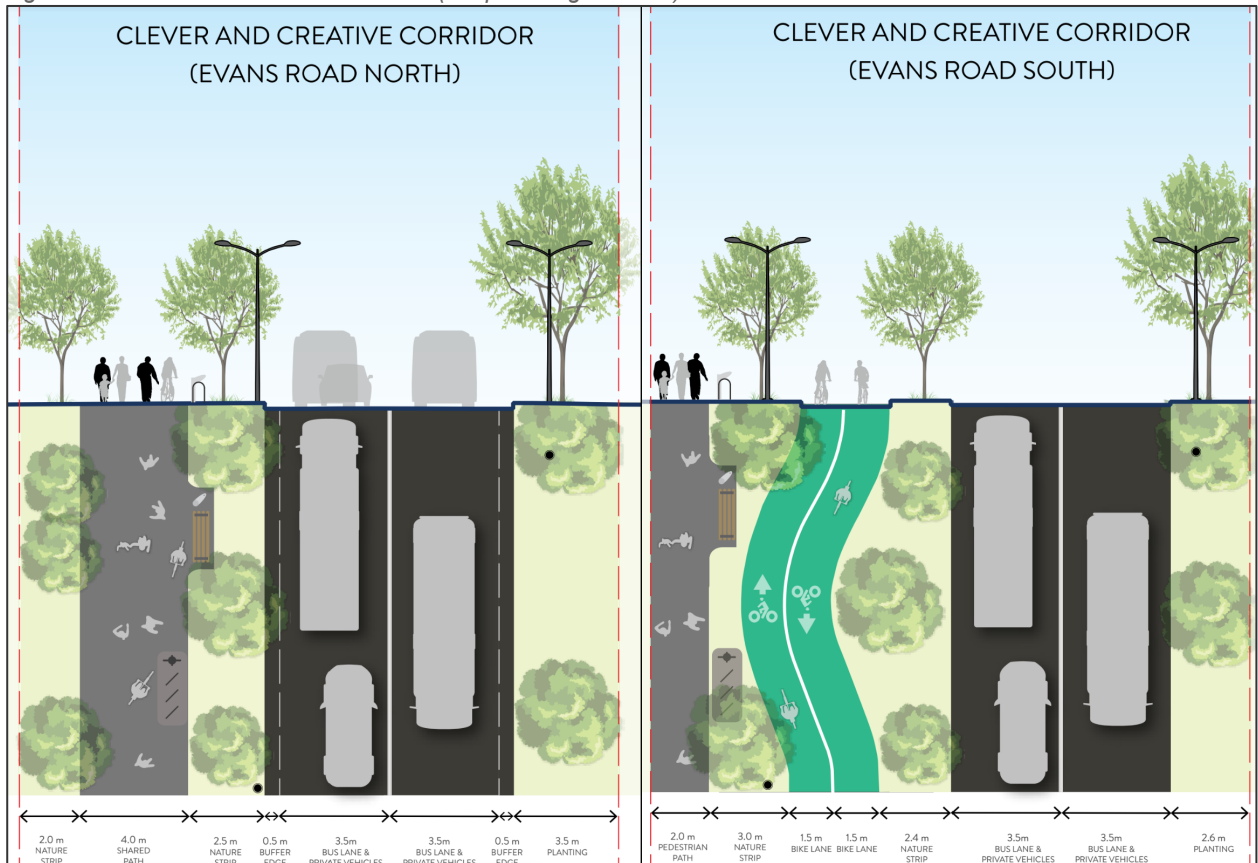 CLEVER AND CREATIVE CORRIDOR
(EVANS ROAD NORTH)
2.0 m
NATURE
STRIP
4.0 m
SHARED
PATH
2.5 m
NATURE
STRIP
0.5 m
BUFFER
EDGE
3.5m
BUS LANE &
PRIVATE VEHICLES
3.5m
BUS LANE &
PRIVATE VEHICLES
0.5 m
BUFFER
EDGE
3.5 m
PLANTING
CLEVER AND CREATIVE CORRIDOR
(EVANS ROAD SOUTH)
2.0 m
PEDESTRIAN
PATH
3.0 m
NATURE
STRIP
1.5 m
BIKE LANE
1.5 m
BIKE LANE
2.4 m
NATURE
STRIP
3.5m
BUS LANE &
PRIVATE VEHICLES
3.5m
BUS LANE &
PRIVATE VEHICLES
2.6 m
PLANTING